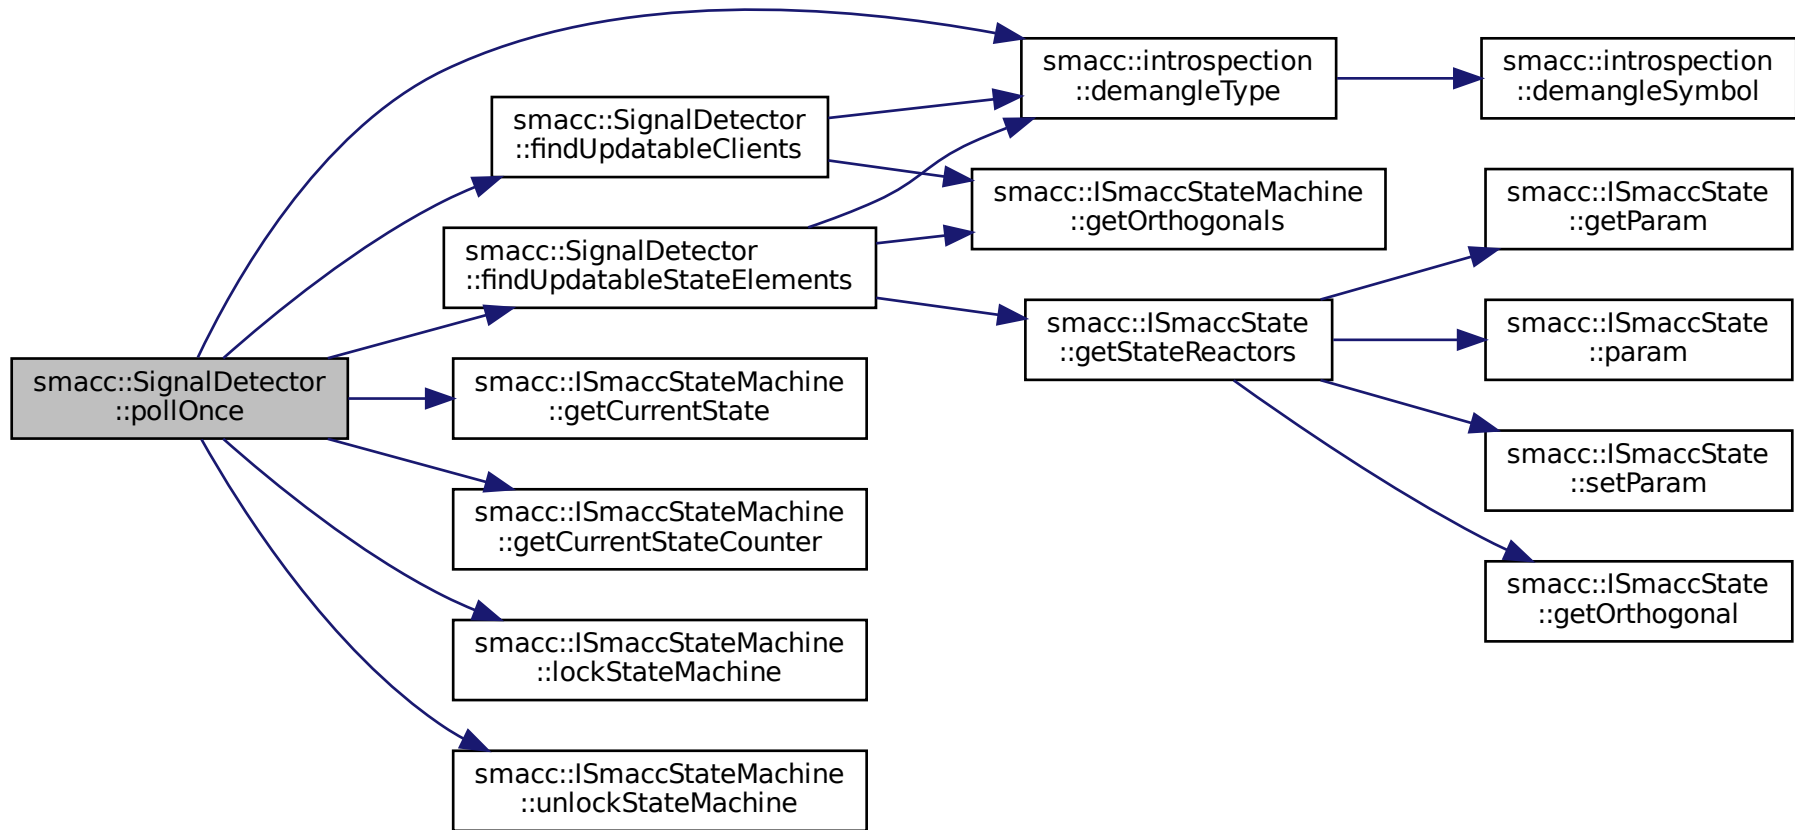 smacc::SignalDetector
::pollOnce
smacc::SignalDetector
::findUpdatableClients
smacc::SignalDetector
::findUpdatableStateElements
smacc::ISmaccStateMachine
::getCurrentState
smacc::ISmaccStateMachine
::getCurrentStateCounter
smacc::ISmaccStateMachine
::lockStateMachine
smacc::ISmaccStateMachine
::unlockStateMachine
smacc::introspection
::demangleType
smacc::ISmaccStateMachine
::getOrthogonals
smacc::ISmaccState
::getStateReactors
smacc::introspection
::demangleSymbol
smacc::ISmaccState
::getParam
smacc::ISmaccState
::param
smacc::ISmaccState
::setParam
smacc::ISmaccState
::getOrthogonal